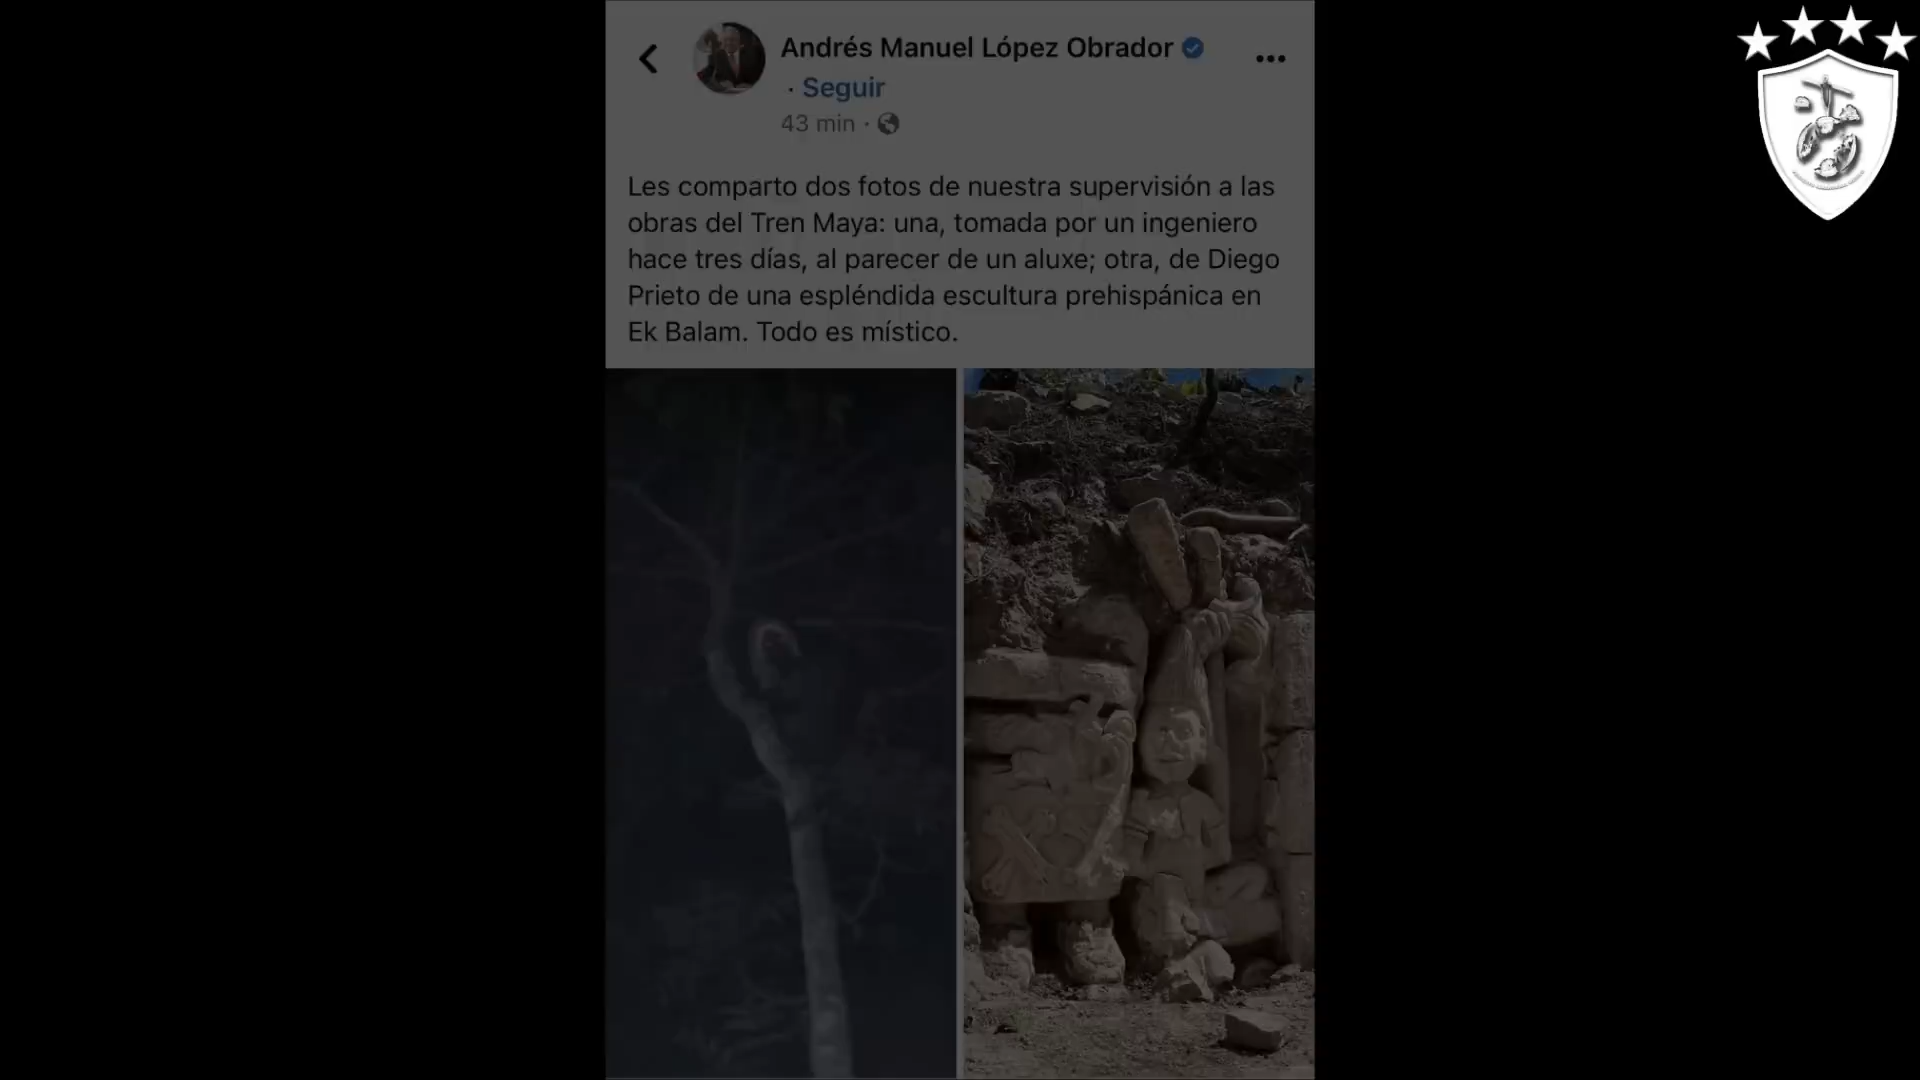 Andrés Manuel López Obrador
· Seguir
43 min ·
Les comparto dos fotos de nuestra supervisión a las
obras del Tren Maya: una, tomada por un ingeniero
hace tres días, al parecer de un aluxe; otra, de Diego
Prieto de una espléndida escultura prehispánica en
Ek Balam. Todo es místico.